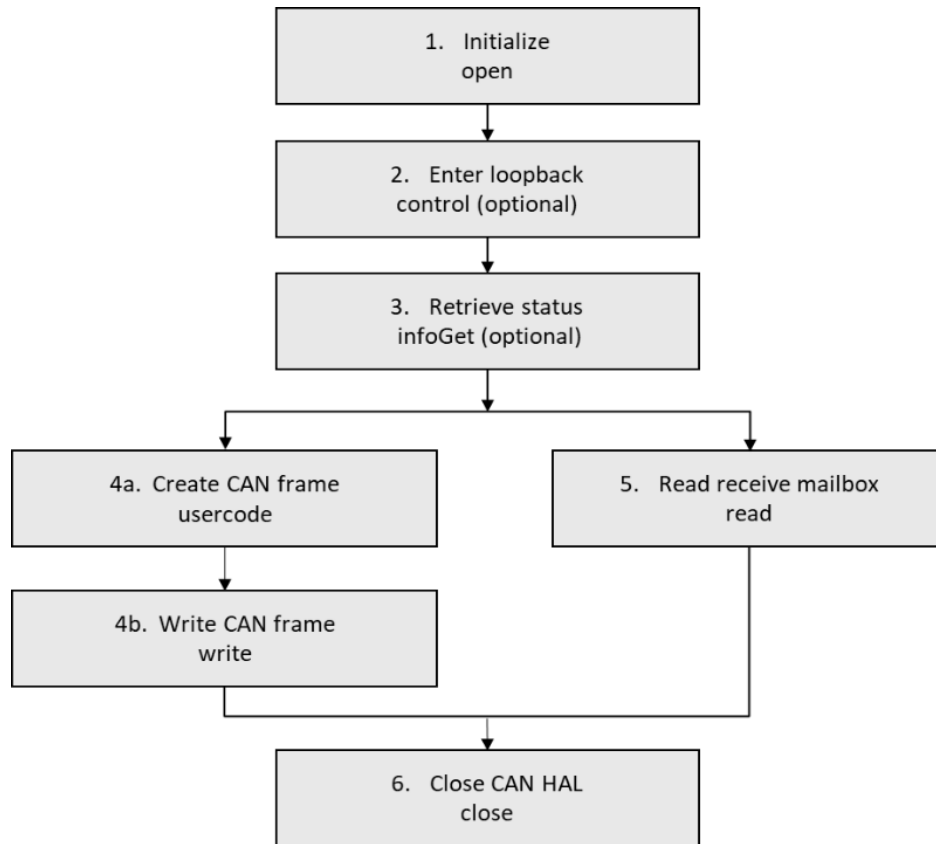 1. Initialize
open
2. Enter loopback
control (optional)
3. Retrieve status
infoGet (optional)
4a. Create CAN frame
usercode
5. Read receive mailbox
read
4b. Write CAN frame
write
6. Close CAN HAL
close